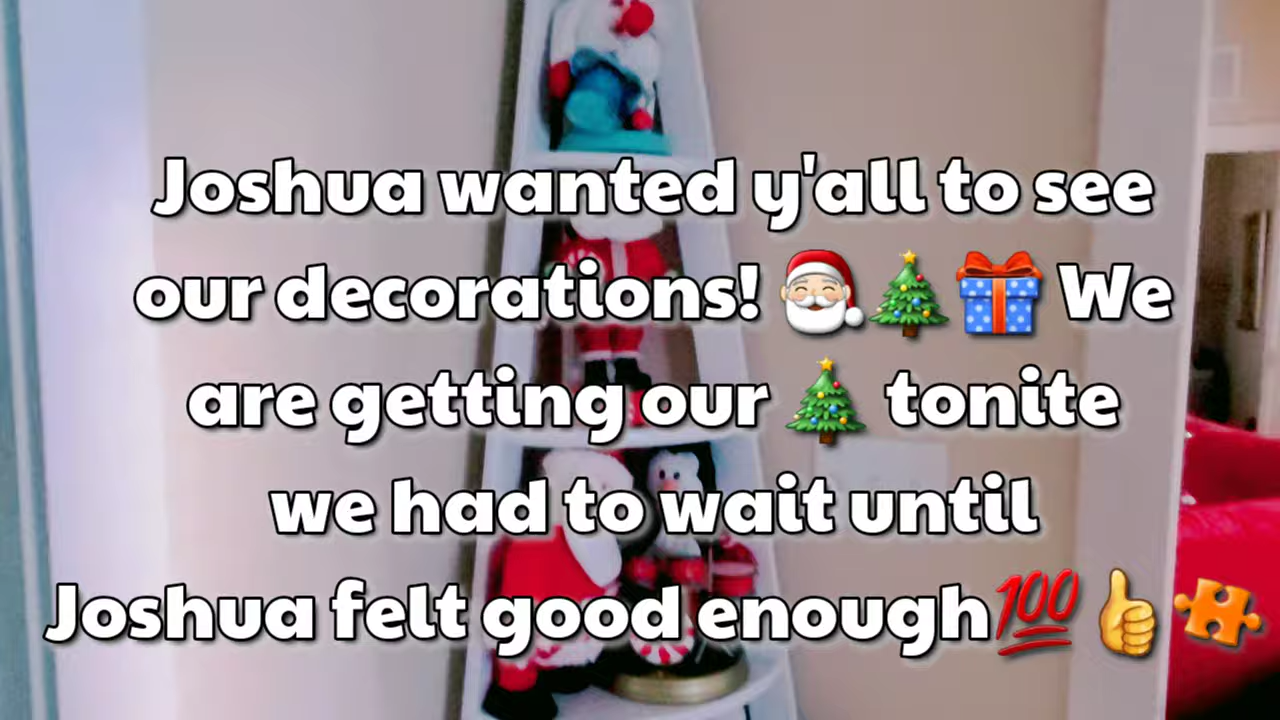 Joshua wanted y'all to see
our decorations! 🎅🏻🎄🎁 We
are getting our 🎄 tonite
we had to wait until
Joshua felt good enough💯👍🧩